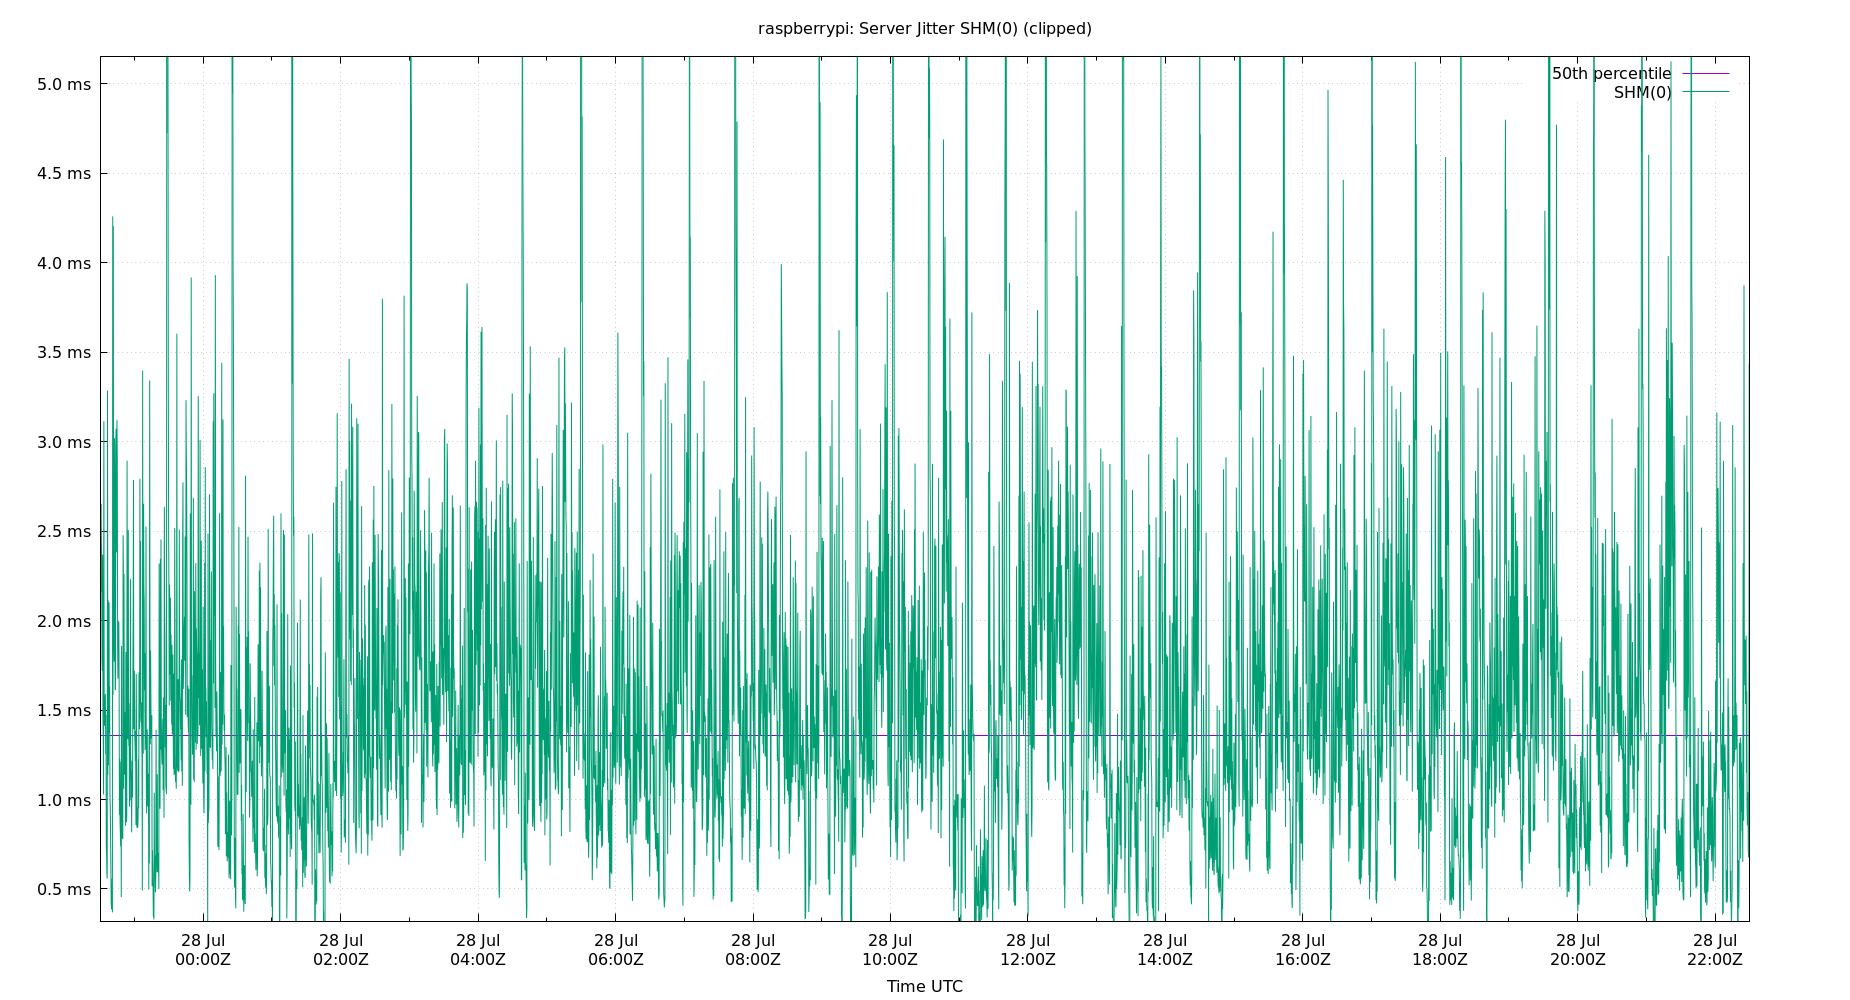 raspberrypi: Server Jitter SHM(0) (clipped)
50th percentile
SHM(0)
5.0 ms
4.5 ms
4.0 ms
3.5 ms
3.0 ms
2.5 ms
2.0 ms
1.5 ms
1.0 ms
0.5 ms
28 Jul 28 Jul 28 Jul 28 Jul 28 Jul 28 Jul 28 Jul 28 Jul 28 Jul 28 Jul 28 Jul 28 Jul
00:00Z 02:00Z 04:00Z 06:00Z 08:00Z 10:00Z 12:00Z 14:00Z 16:00Z 18:00Z 20:00Z 22:00Z
Time UTC